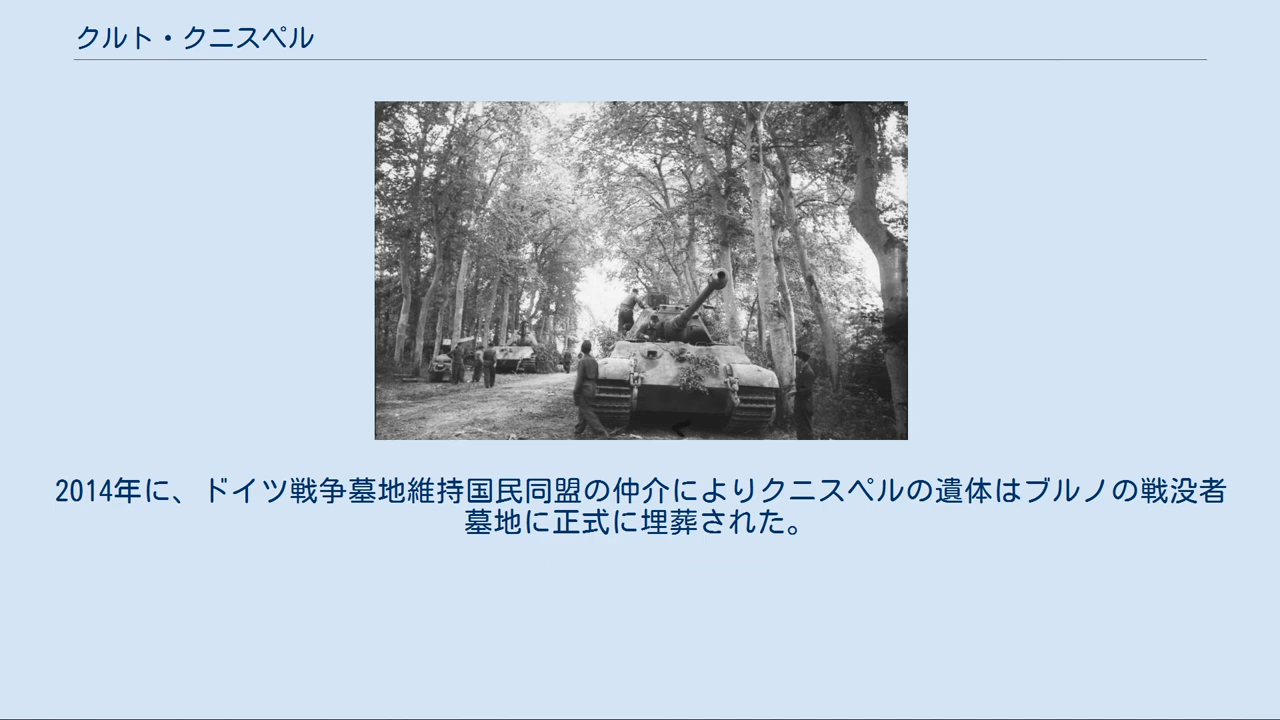 クルト・クニスペル
2014年に、ドイツ戦争墓地維持国民同盟の仲介によりクニスペルの遺体はブルノの戦没者
墓地に正式に埋葬された。